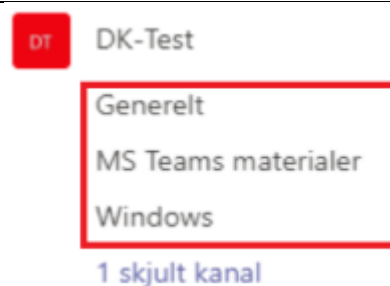 DT DK-Test
Generelt
MS Teams materialer
Windows
1 skjult kanal